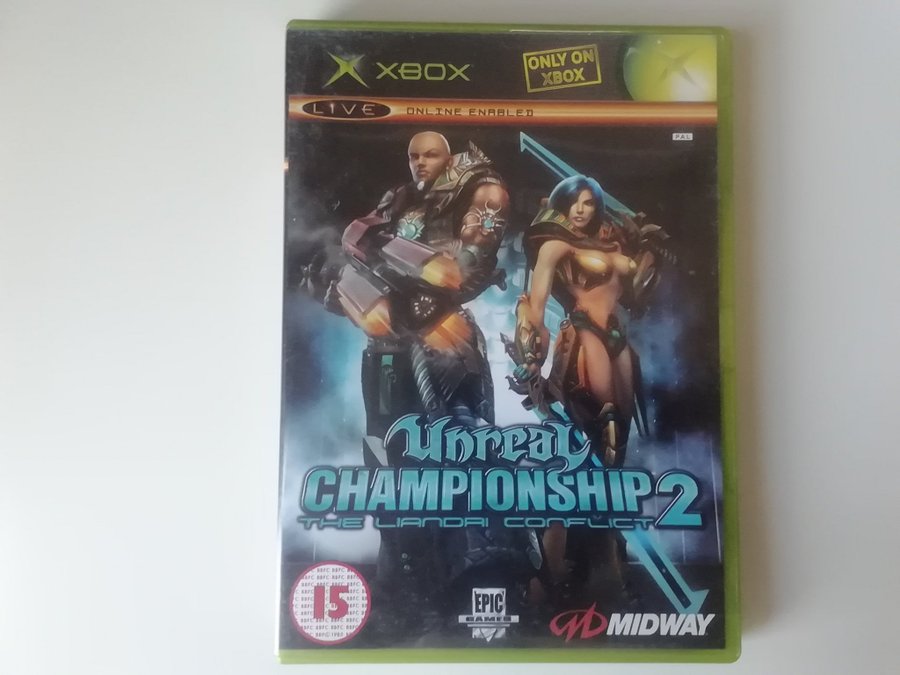 XBOX
ONLY ON
XBOX
LIVE ONLINE ENABLED
PAL
Unreal
CHAMPIONSHIP 2
THE LIANDRI CONFLICT
15
EPIC
GAMES
MIDWAY